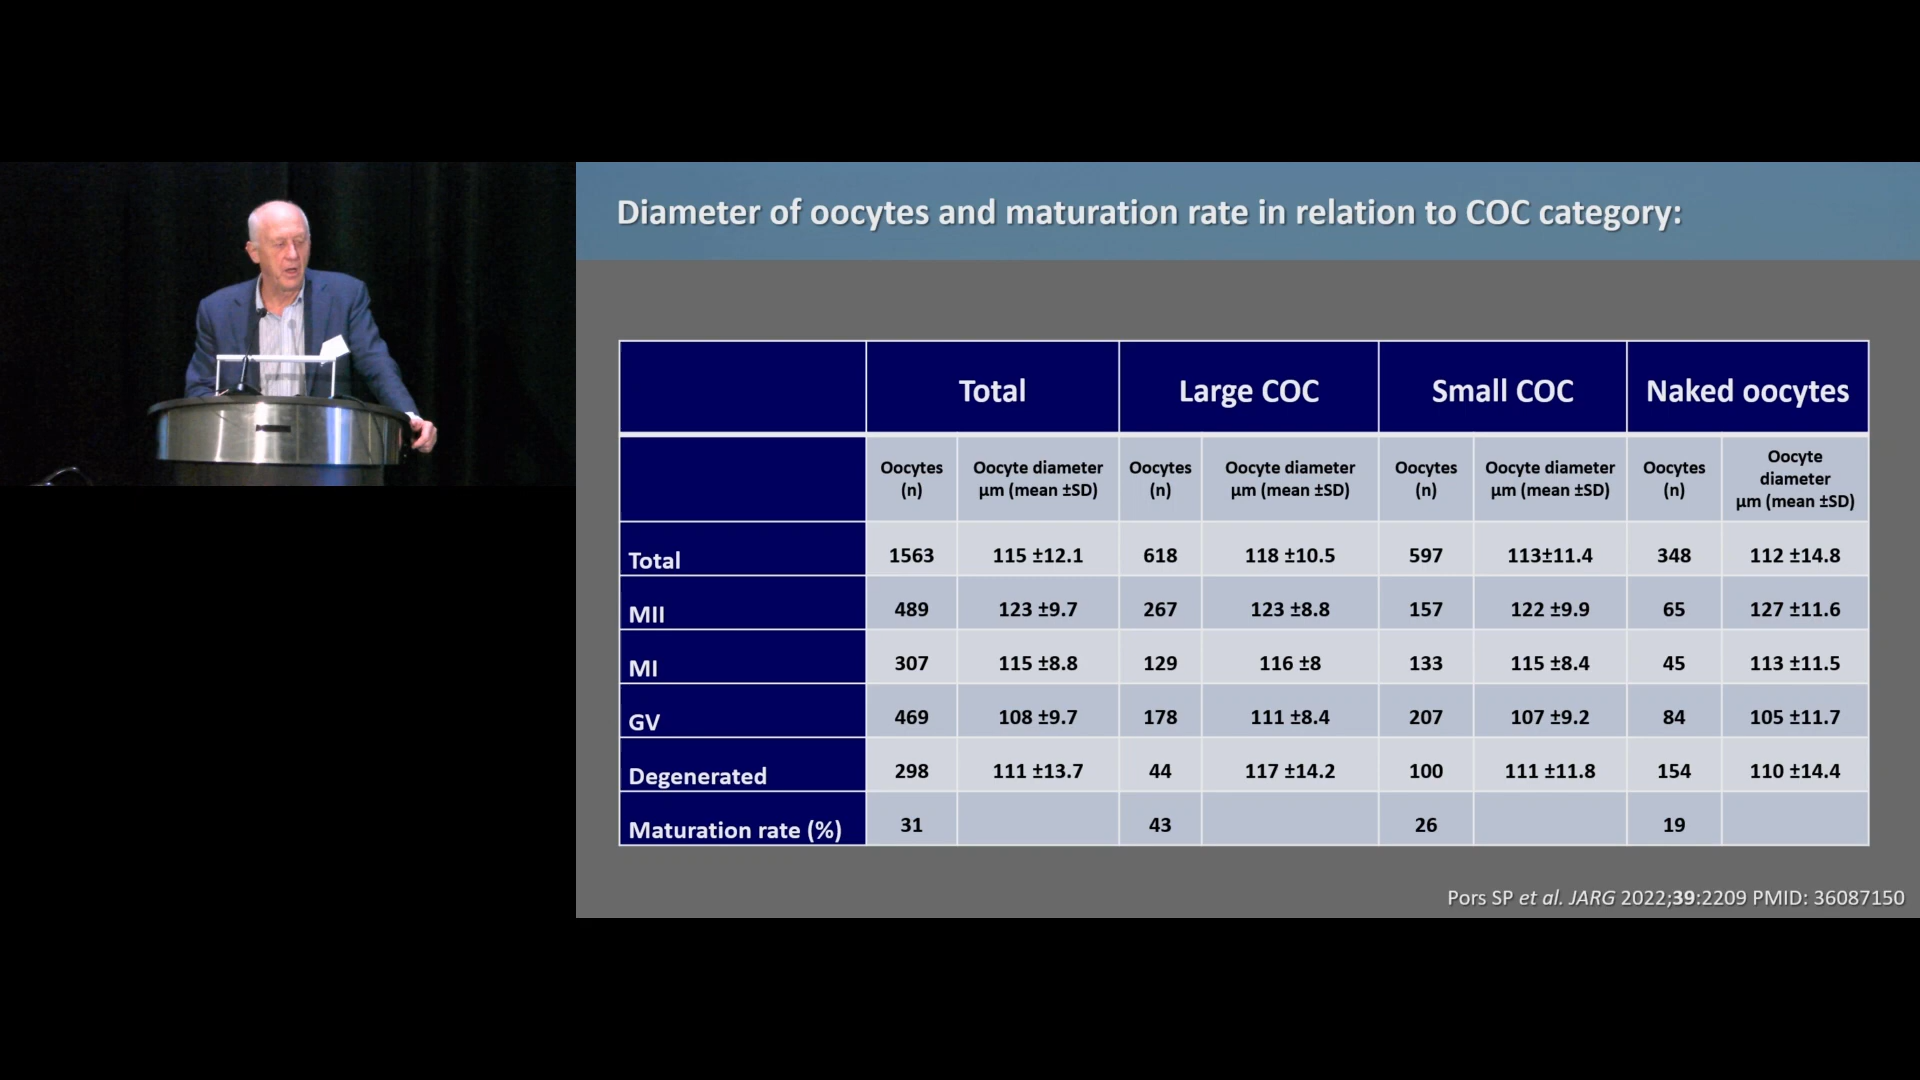 Diameter of oocytes and maturation rate in relation to COC category:
Total Large COC Small COC Naked oocytes
Oocytes (n) Oocyte diameter µm (mean ±SD) Oocytes (n) Oocyte diameter µm (mean ±SD) Oocytes (n) Oocyte diameter µm (mean ±SD) Oocytes (n) Oocyte diameter µm (mean ±SD)
Total 1563 115 ±12.1 618 118 ±10.5 597 113±11.4 348 112 ±14.8
MII 489 123 ±9.7 267 123 ±8.8 157 122 ±9.9 65 127 ±11.6
MI 307 115 ±8.8 129 116 ±8 133 115 ±8.4 45 113 ±11.5
GV 469 108 ±9.7 178 111 ±8.4 207 107 ±9.2 84 105 ±11.7
Degenerated 298 111 ±13.7 44 117 ±14.2 100 111 ±11.8 154 110 ±14.4
Maturation rate (%) 31 43 26 19
Pors SP et al. JARG 2022;39:2209 PMID: 36087150